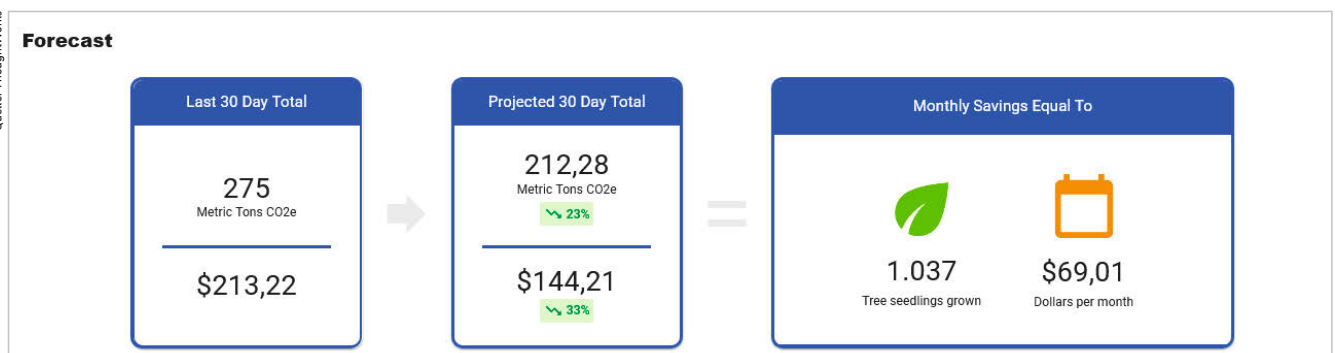 Forecast
Last 30 Day Total
275
Metric Tons CO2e
$213,22
Projected 30 Day Total
212,28
Metric Tons CO2e
23%
$144,21
33%
Monthly Savings Equal To
1.037
Tree seedlings grown
$69,01
Dollars per month